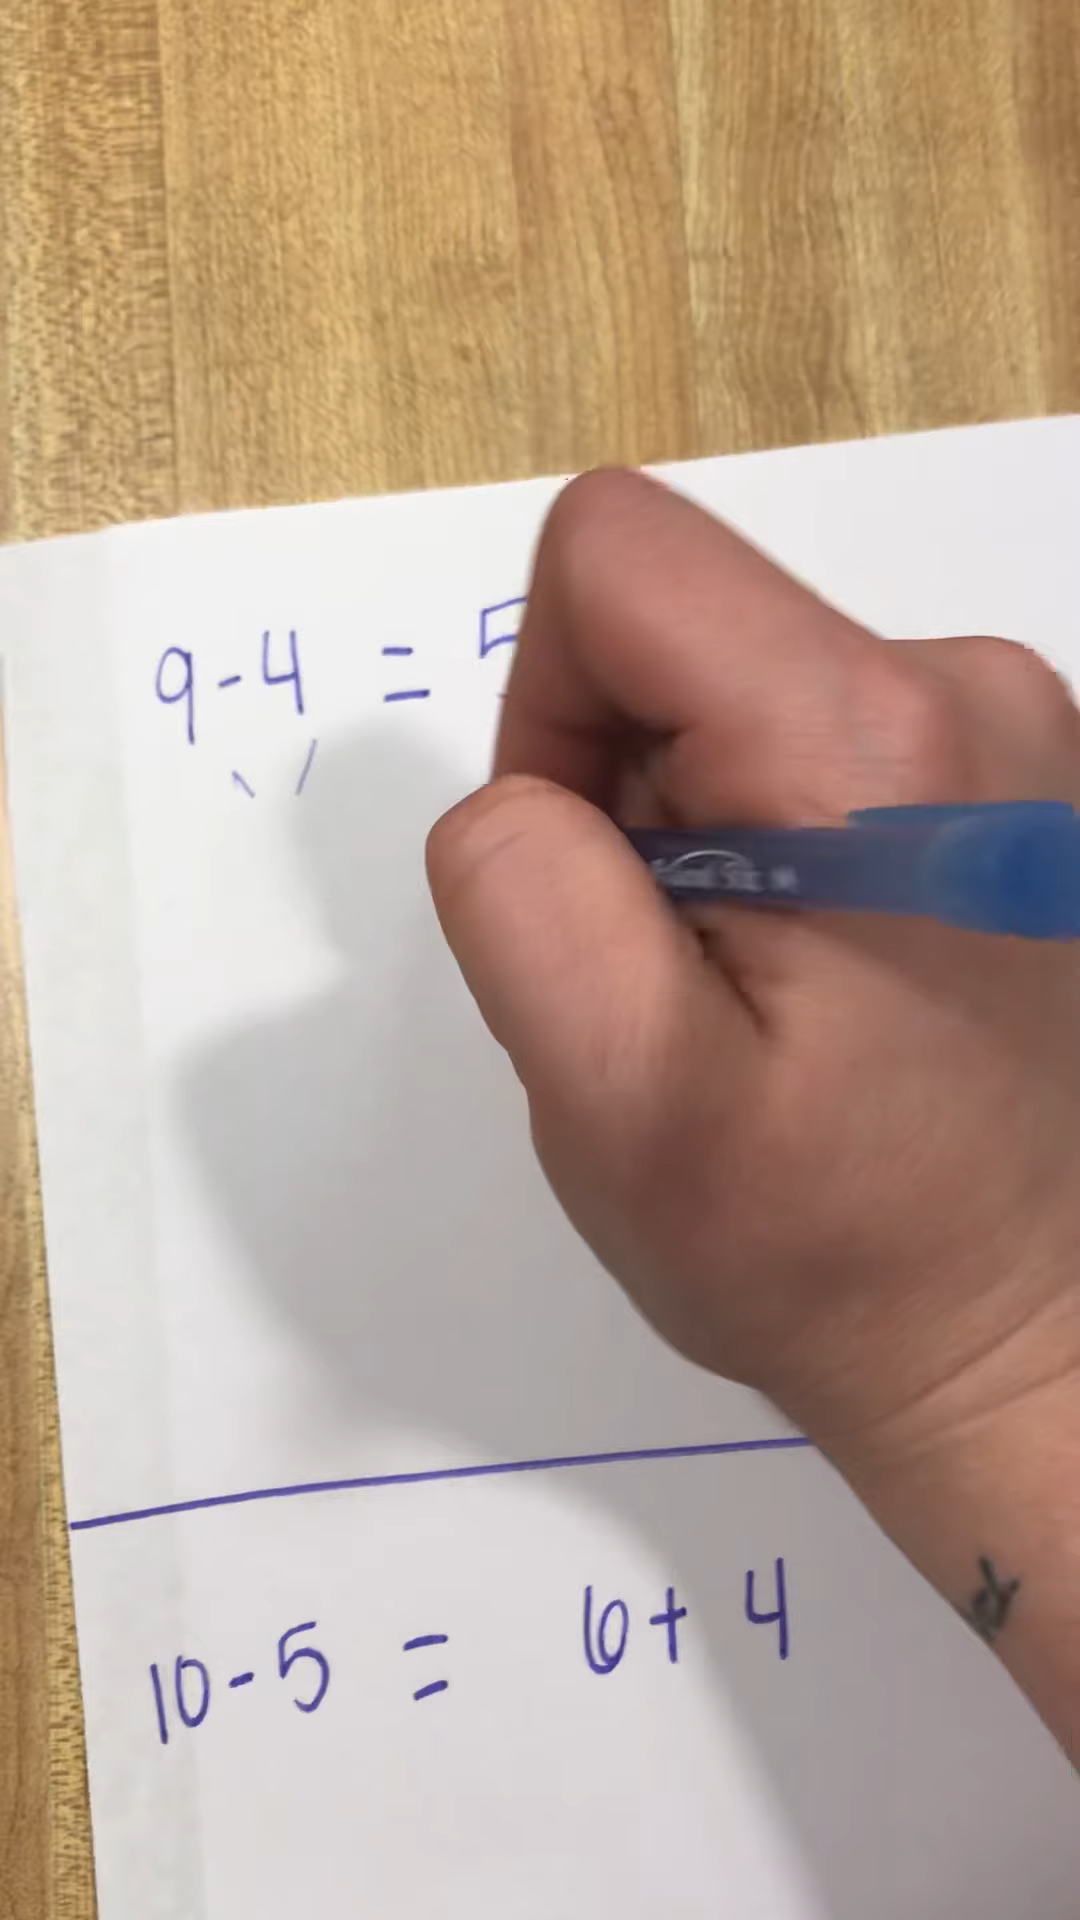 9-4 = 5
10-5 = 6+ 4